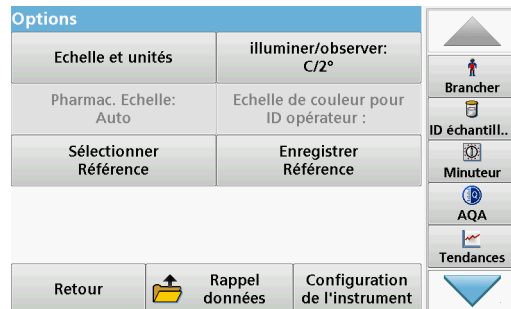 Options
Echelle et unités
illuminer/observer:
C/2°
Pharmac. Echelle:
Auto
Echelle de couleur pour
ID opérateur :
Sélectionner
Référence
Enregistrer
Référence
Retour
Rappel
données
Configuration
de l'instrument
Brancher
ID échantill..
Minuteur
AQA
Tendances